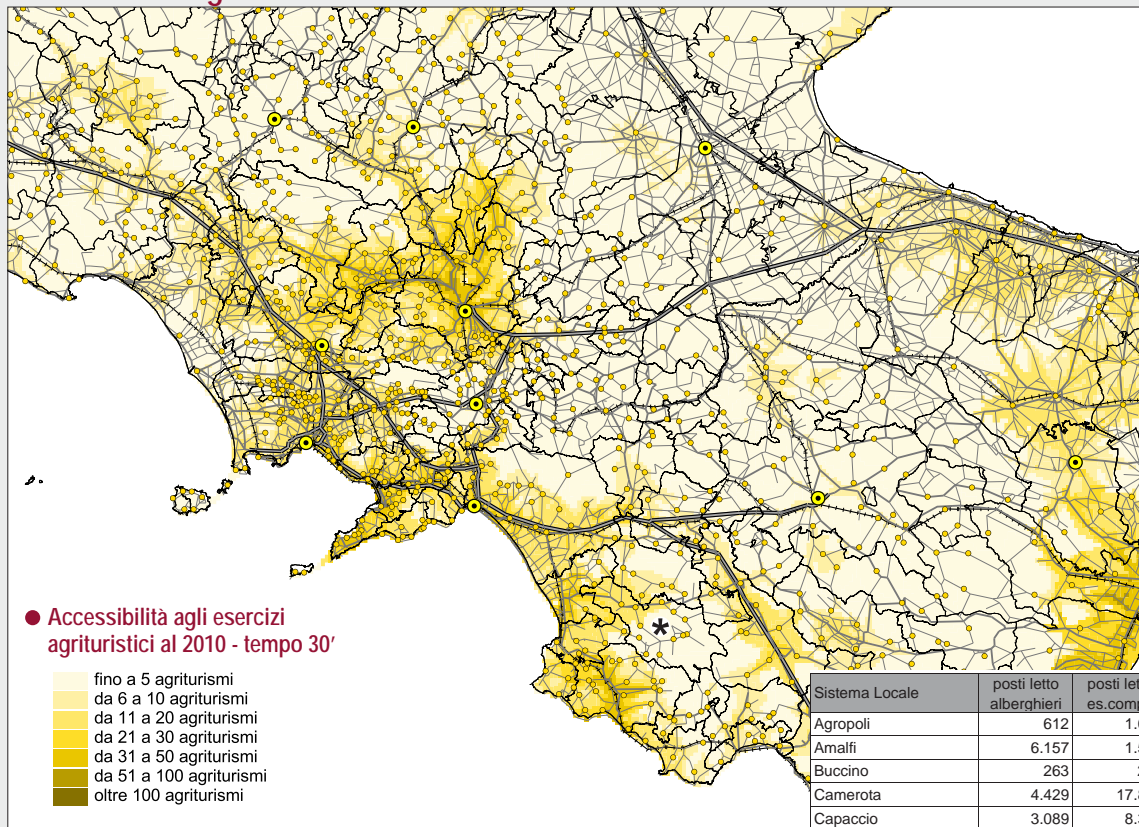 Accessibilità agli esercizi
agrituristici al 2010 - tempo 30'
fino a 5 agriturismi
da 6 a 10 agriturismi
da 11 a 20 agriturismi
da 21 a 30 agriturismi
da 31 a 50 agriturismi
da 51 a 100 agriturismi
oltre 100 agriturismi
*
Sistema Locale posti letto alberghieri
Agropoli 612
Amalfi 6.157
Buccino 263
Camerota 4.429
Capaccio 3.089